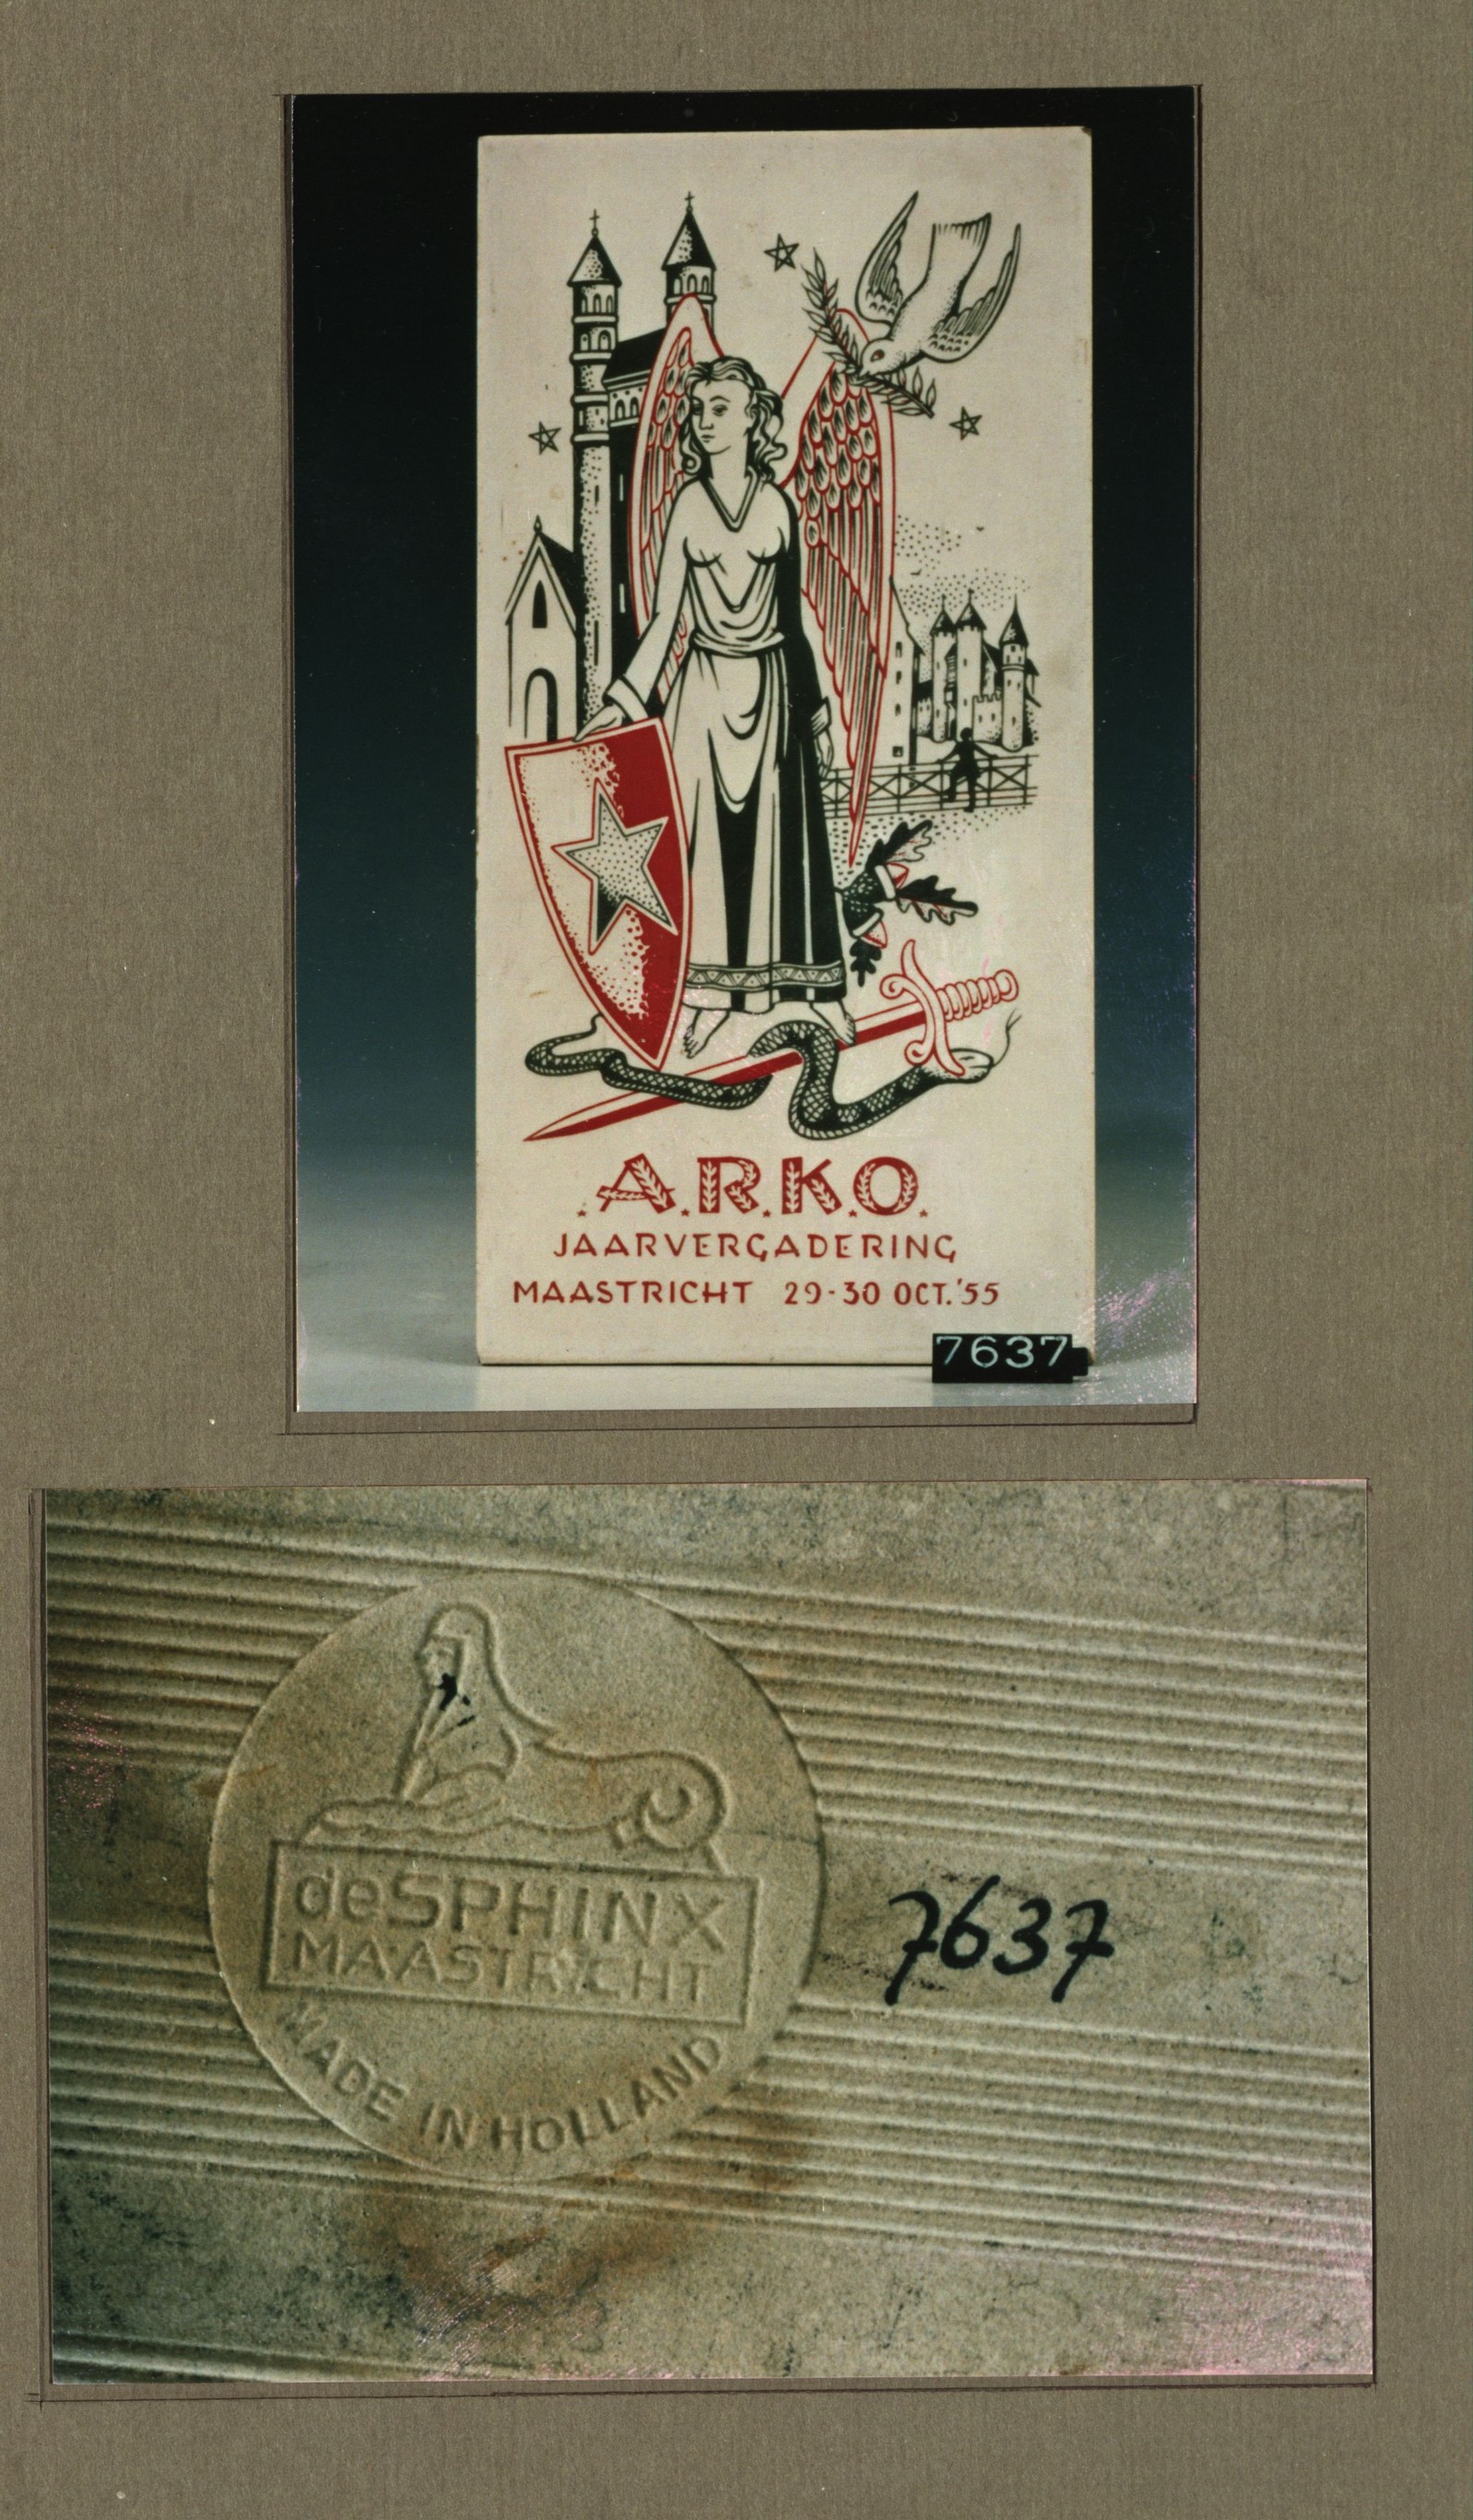 A.R.K.O.
JAARVERGADERING
MAASTRICHT 29-30 OCT.'55
7637
deSPHINX
MAASTRICHT
MADE IN HOLLAND
7637